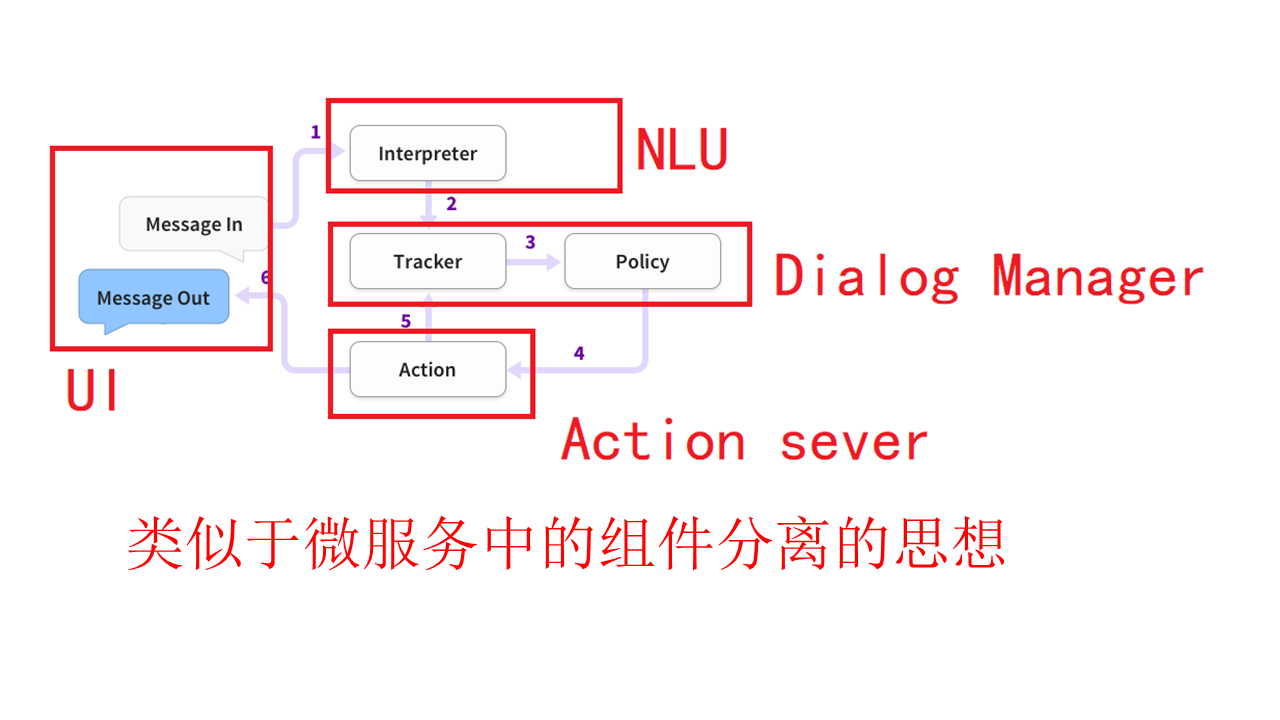 1
Interpreter
NLU
2
Message In
Tracker
3
Policy
Dialog Manager
6
Message Out
5
4
Action
UI
Action sever
类似于微服务中的组件分离的思想